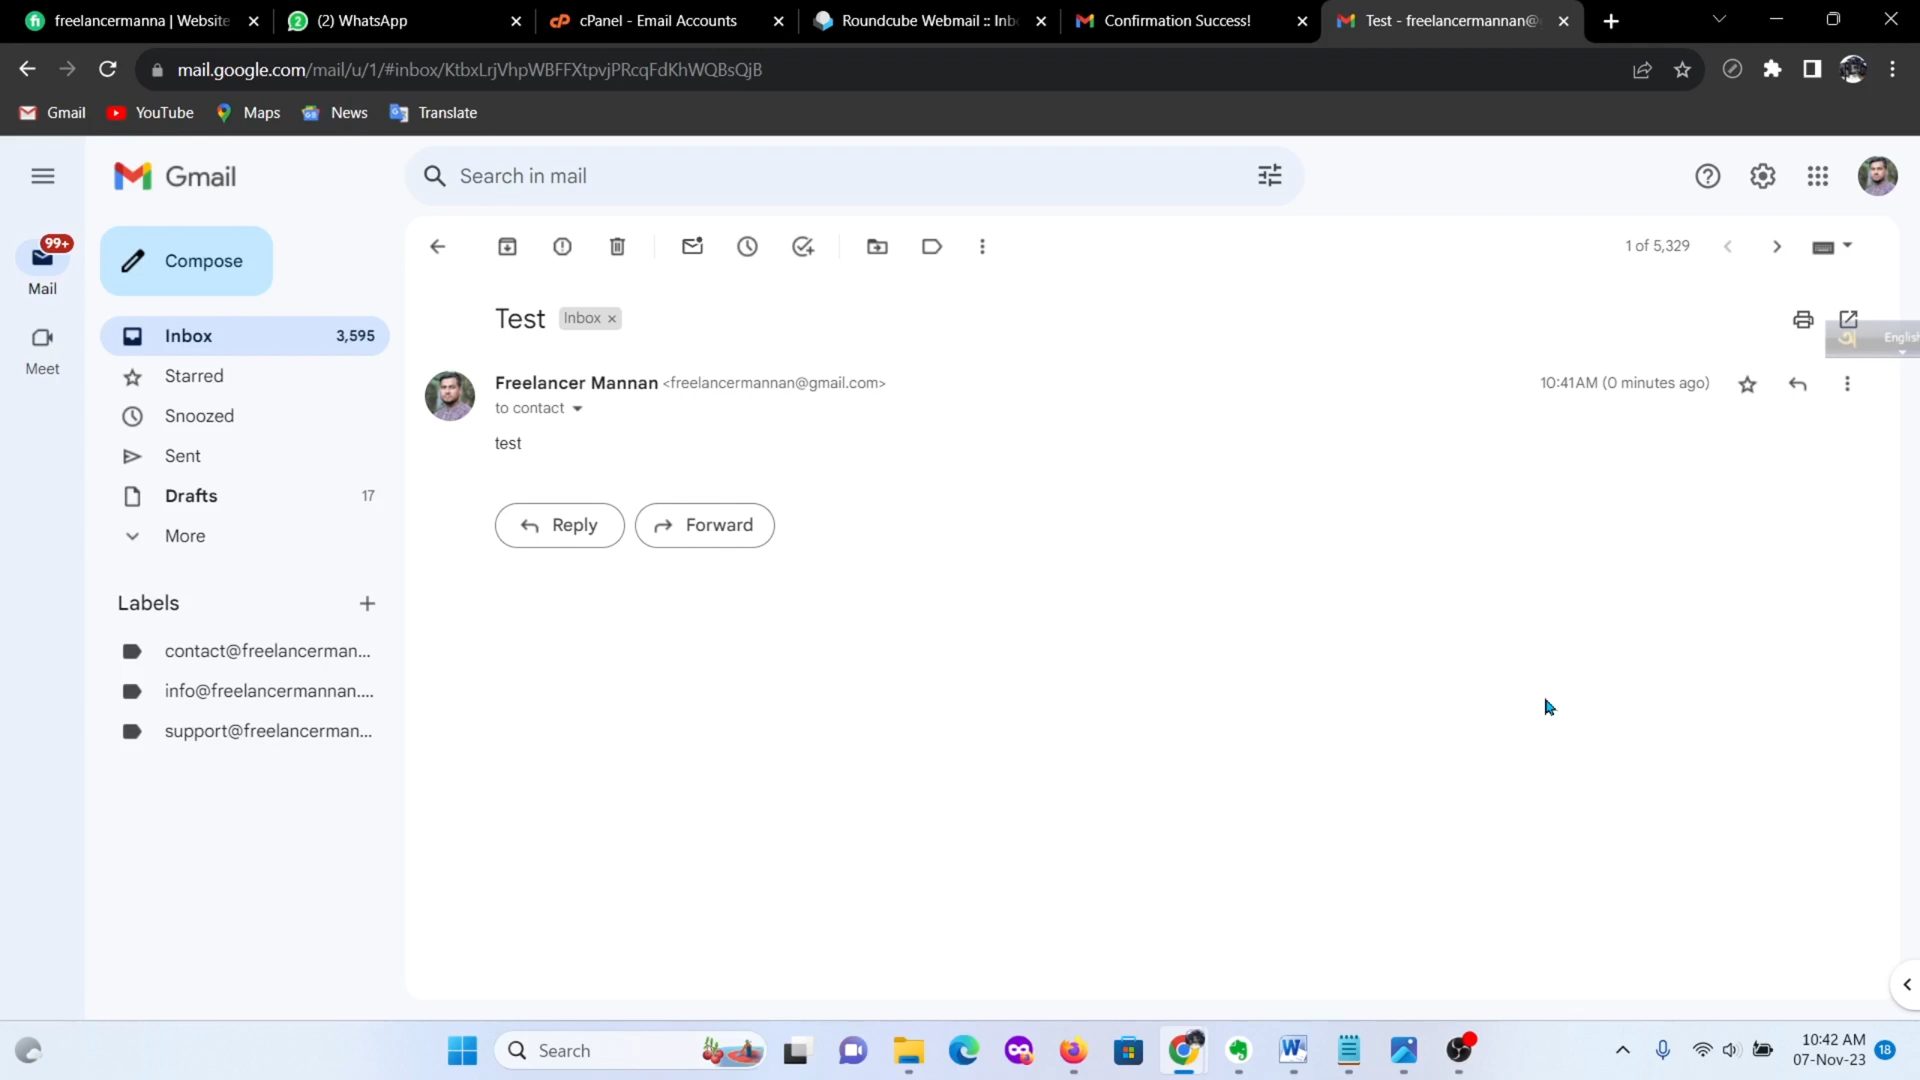 freelancermanna | Website
(2) WhatsApp
cPanel - Email Accounts
Roundcube Webmail :: Inb
Confirmation Success!
Test - freelancermannan@
mail.google.com/mail/u/1/#inbox/KtbxLrjVhpWBFFXtpvjPRcqFdKhWQBsQjB
Gmail
YouTube
Maps
News
Translate
Gmail
Search in mail
99+
Mail
Meet
Compose
Inbox 3,595
Starred
Snoozed
Sent
Drafts 17
More
Labels
contact@freelancerman...
info@freelancermannan....
support@freelancerman...
1 of 5,329
Test
Inbox
English
Freelancer Mannan <freelancermannan@gmail.com>
10:41 AM (0 minutes ago)
to contact
test
Reply
Forward
Search
10:42 AM
07-Nov-23
18